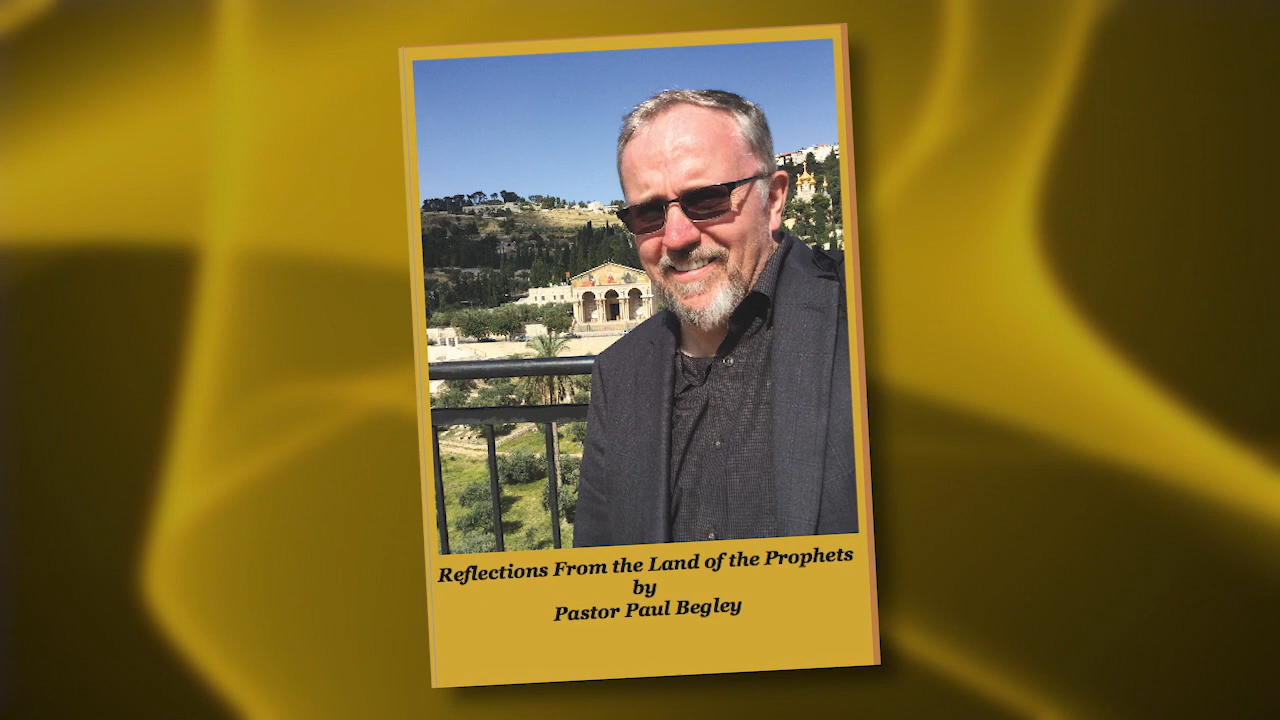 Reflections From the Land of the Prophets
by
Pastor Paul Begley